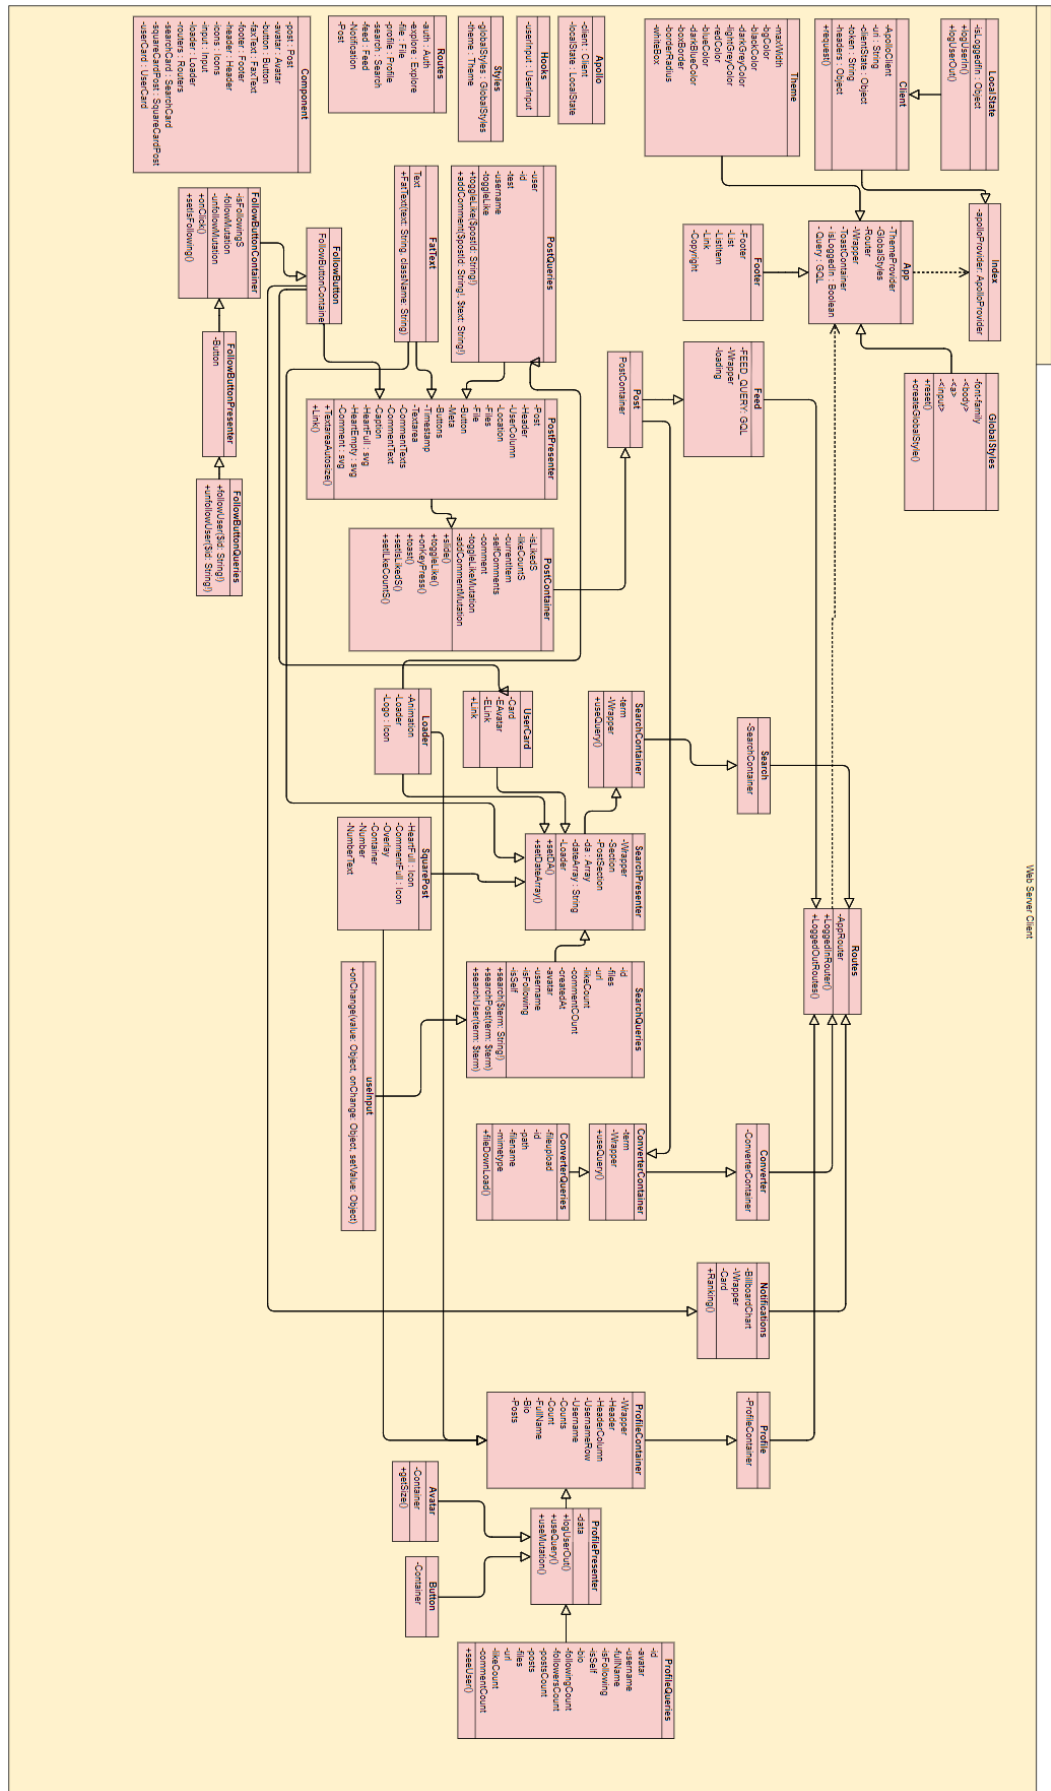 Web Server Client
LocalState
-isLoggedfin : Object
+logUserIn()
+logUserOut()
Client
-ApolloClient
-uri : String
-clientState : Object
-token : String
-headers : Object
+request()
Theme
-maxWidth
-bgColor
-blackColor
-darkGreyColor
-lightGreyColor
-redColor
-blueColor
-darkBlueColor
-boxBorder
-borderRadius
-whiteBox
Apollo
-client : Client
-localState : LocalState
Hooks
-userInput : UserInput
Styles
-globalStyles : GlobalStyles
-theme : Theme
Routes
-auth : Auth
-explore : Explore
-file : File
-profile : Profile
-search : Search
-feed : Feed
-Notification
-Post
Component
-post : Post
-avatar : Avatar
-button : Button
-faxText : FaxText
-footer : Footer
-header : Header
-icons : Icons
-input : Input
-loader : Loader
-routers : Routers
-searchCard : SearchCard
-squareCardPost : SquareCardPost
-userCard : UserCard
Index
-apolloProvider: ApolloProvider
App
- ThemeProvider
-GlobalStyles
-Router
-Wrapper
-ToastContainer
- isLoggedIn : Boolean
- Query : GQL
Footer
-Footer
-List
-ListItem
-Link
-Copyright
GlobalStyles
-font-family
-<body>
-<a>
-<input>
+reset()
+createGlobalStyle()
PostQueries
-user
-id
-test
-username
-toggleLike
+toggleLike($postId: String!)
+addComment($postId: String!, $text: String!)
FatText
Text
+FatText(text: String, className: String)
FollowButton
FollowButtonContainer
FollowButtonContainer
-isFollowingS
-followMutation
-unfollowMutation
+onClick()
+setIsFollowing()
FollowButtonPresenter
-Button
FollowButtonQueries
+followUser($id: String!)
+unfollowUser($id: String!)
Feed
-FEED_QUERY: GQL
-Wrapper
-loading
Post
PostContainer
PostPresenter
-Post
-Header
-UserColumn
-Location
-Files
-File
-Button
-Meta
-Buttons
-Timestamp
-Textarea
-CommentTexts
-CommentText
-Caption
-HeartFull : svg
-HeartEmpty : svg
-Comment : svg
+TextareaAutosize()
+Link()
PostContainer
-isLikedS
-likeCountS
-currentItem
-selfComments
-comment
-toggleLikeMutation
-addCommentMutation
+slide()
+toggleLike()
+onKeyPress()
+toast()
+setIsLikedS()
+setLikeCountS()
Search
-SearchContainer
SearchContainer
-term
-Wrapper
+useQuery()
UserCard
-Card
-EAvatar
-ELink
+Link
Loader
-Animation
-Loader
-Logo : Icon
SearchPresenter
-Wrapper
-Section
-PostSection
-da : Array
-dateArray : String
-Loader
+setDA()
+setDateArray()
SquarePost
-HeartFull : Icon
-CommentFull : Icon
-Overlay
-Container
-Number
-NumberText
Routes
-AppRouter
+LoggedInRouter()
+LoggedOutRoutes()
SearchQueries
-id
-files
-url
-likeCount
-commentCOunt
-createdAt
-avatar
-username
-isFollowing
-isSelf
+search($term: String!)
+searchPost(term: $term)
+searchUser(term: $term)
useInput
+onChange(value: Object, onChange: Object, setValue: Object)
Converter
-ConverterContainer
ConverterContainer
-term
-Wrapper
+useQuery()
ConverterQueries
-fileupload
-id
-path
-filename
-mimetype
+fileDownLoad()
Notifications
-BillboardChart
-Wrapper
-Card
+Ranking()
Profile
-ProfileContainer
ProfileContainer
-Wrapper
-Header
-HeaderColumn
-UsernameRow
-Username
-Counts
-Count
-FullName
-Bio
-Posts
ProfilePresenter
-data
+logUserOut()
+useQuery()
+useMutation()
Avatar
-Container
+getSize()
Button
-Container
ProfileQueries
-id
-avatar
-username
-fullName
-isFollowing
-isSelf
-bio
-followingCount
-followersCount
-postsCount
-posts
-files
-url
-likeCount
-commentCount
+seeUser()